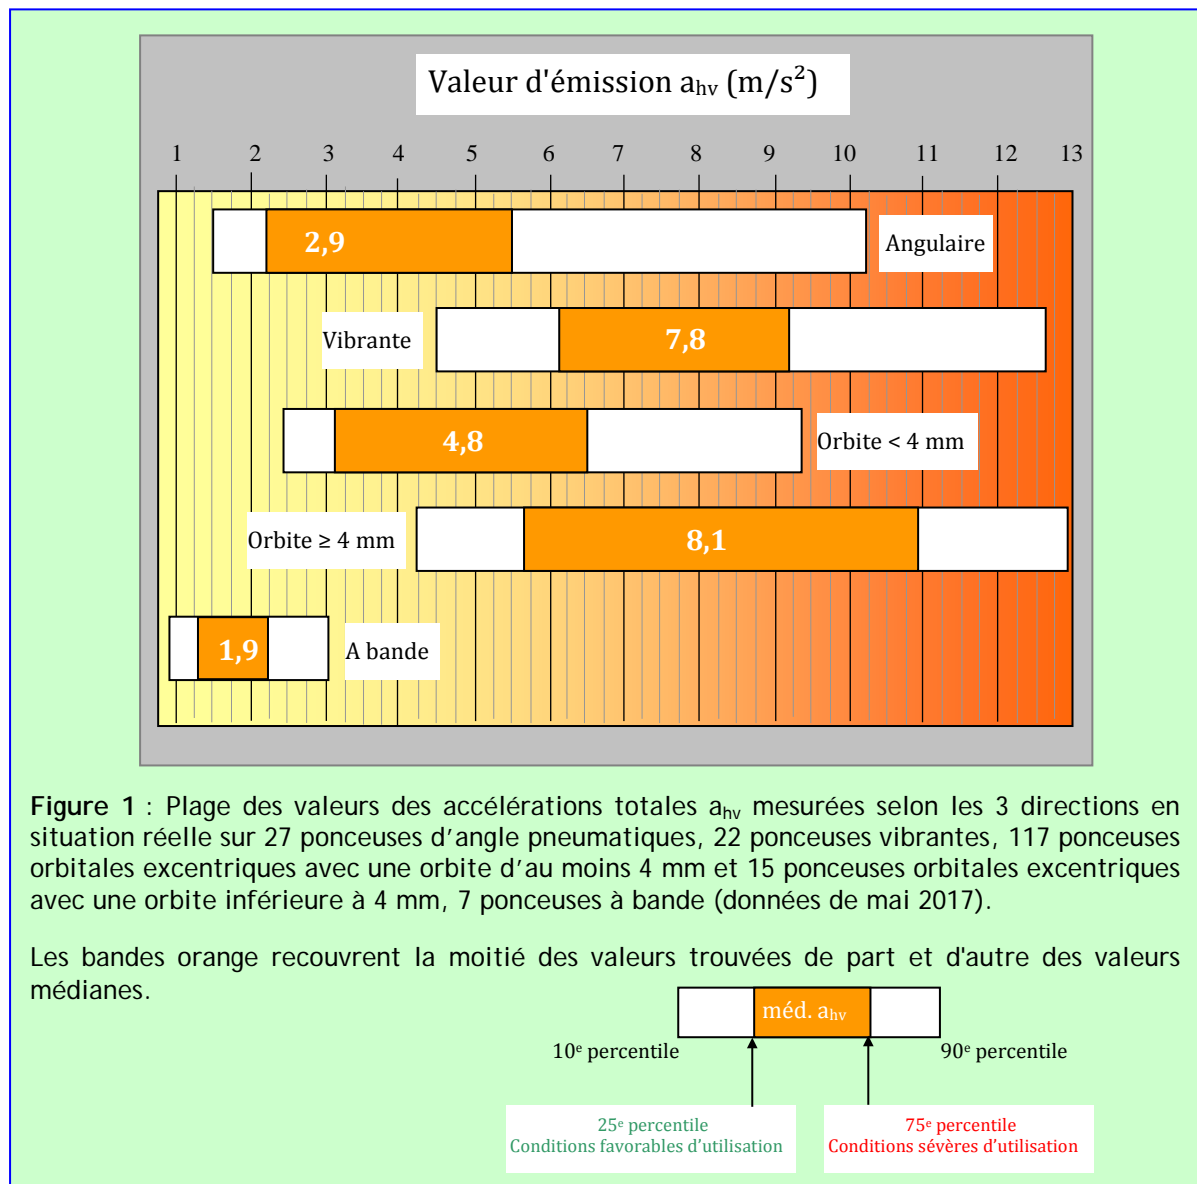 Valeur d'émission a_hv (m/s²)
1 2 3 4 5 6 7 8 9 10 11 12 13
2,9
Angulaire
Vibrante
7,8
4,8
Orbite < 4 mm
Orbite ≥ 4 mm
8,1
1,9
A bande
Figure 1 : Plage des valeurs des accélérations totales a_hv mesurées selon les 3 directions en
situation réelle sur 27 ponceuses d'angle pneumatiques, 22 ponceuses vibrantes, 117 ponceuses
orbitales excentriques avec une orbite d'au moins 4 mm et 15 ponceuses orbitales excentriques
avec une orbite inférieure à 4 mm, 7 ponceuses à bande (données de mai 2017).
Les bandes orange recouvrent la moitié des valeurs trouvées de part et d'autre des valeurs
médianes.
méd. a_hv
10e percentile
90e percentile
25e percentile
Conditions favorables d'utilisation
75e percentile
Conditions sévères d'utilisation